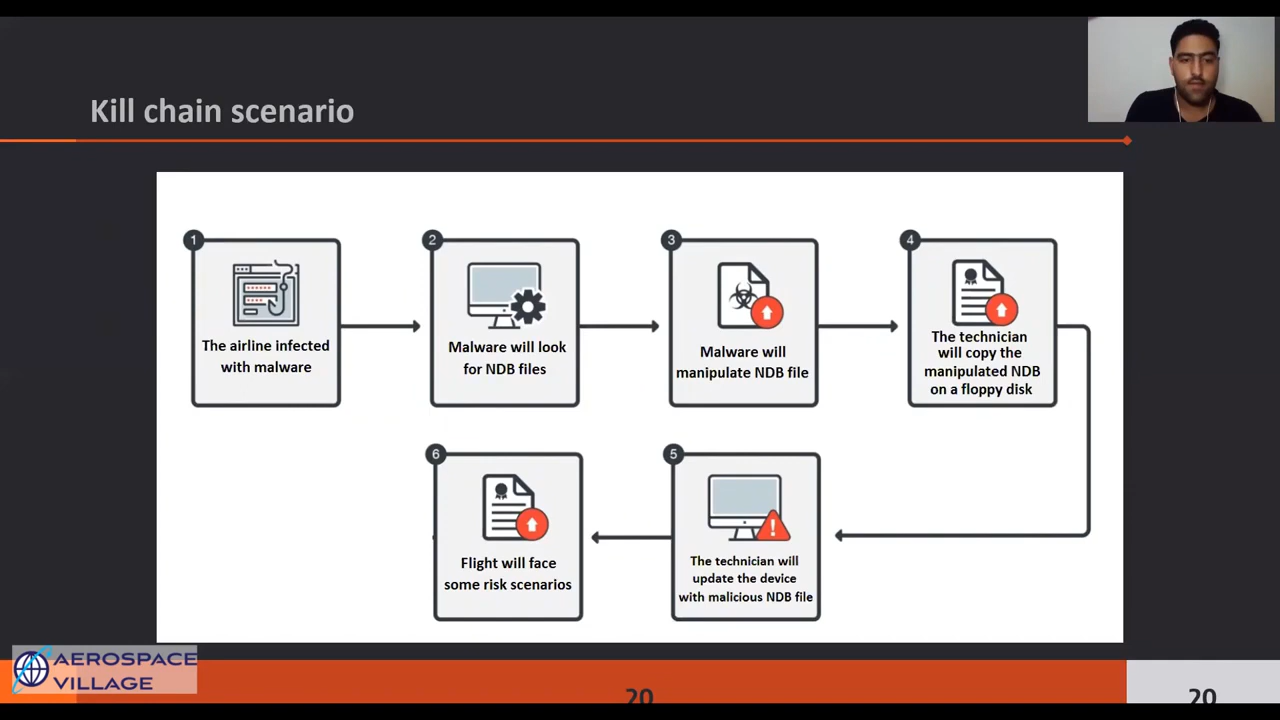 Kill chain scenario
1
The airline infected
with malware
2
Malware will look
for NDB files
3
Malware will
manipulate NDB file
4
The technician
will copy the
manipulated NDB
on a floppy disk
5
The technician will
update the device
with malicious NDB file
6
Flight will face
some risk scenarios
AEROSPACE
VILLAGE
20
20